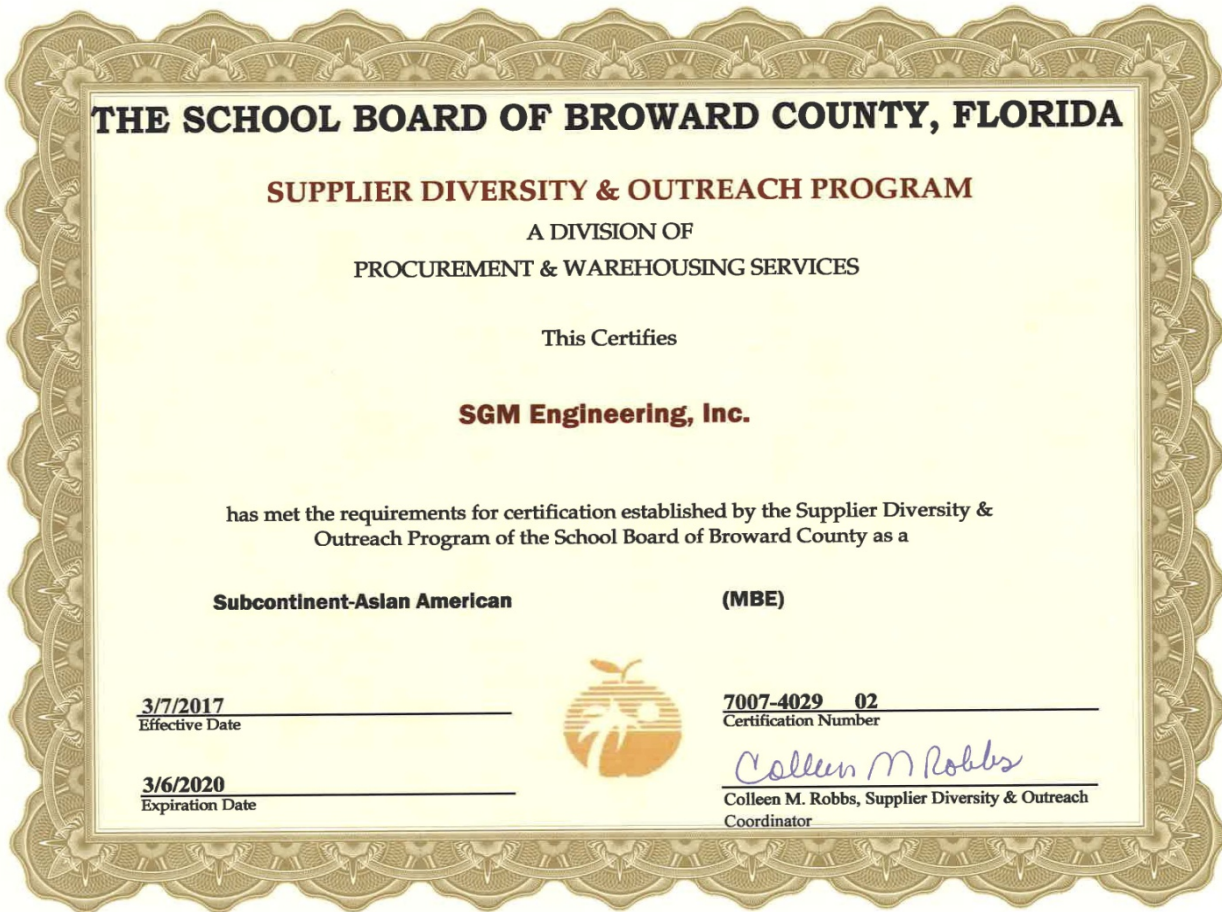 THE SCHOOL BOARD OF BROWARD COUNTY, FLORIDA
SUPPLIER DIVERSITY & OUTREACH PROGRAM
A DIVISION OF
PROCUREMENT & WAREHOUSING SERVICES
This Certifies
SGM Engineering, Inc.
has met the requirements for certification established by the Supplier Diversity &
Outreach Program of the School Board of Broward County as a
Subcontinent-Asian American (MBE)
3/7/2017
Effective Date
7007-4029 02
Certification Number
3/6/2020
Expiration Date
Colleen M Robbs
Colleen M. Robbs, Supplier Diversity & Outreach
Coordinator